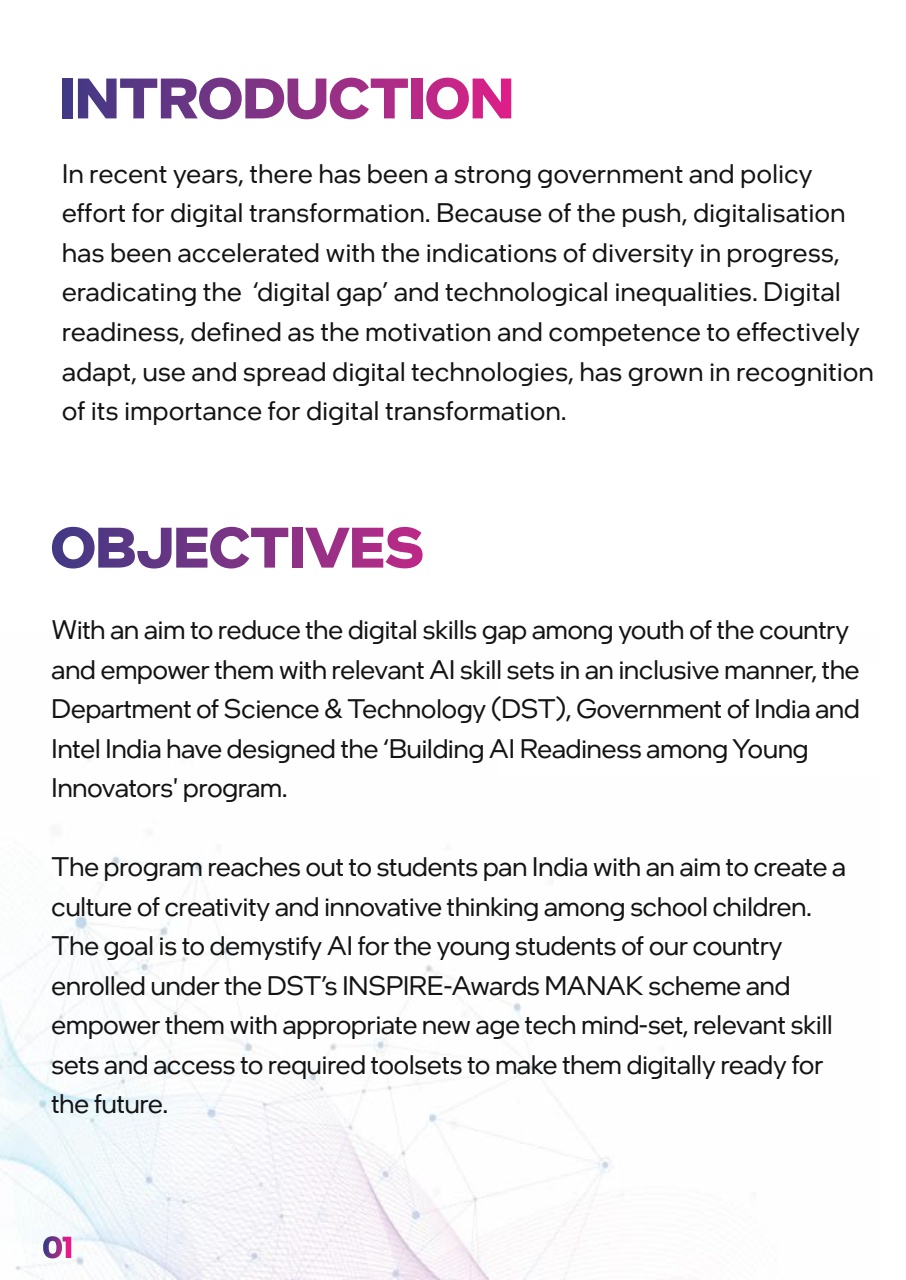 INTRODUCTION
In recent years, there has been a strong government and policy
effort for digital transformation. Because of the push, digitalisation
has been accelerated with the indications of diversity in progress,
eradicating the ‘digital gap’ and technological inequalities. Digital
readiness, defined as the motivation and competence to effectively
adapt, use and spread digital technologies, has grown in recognition
of its importance for digital transformation.
OBJECTIVES
With an aim to reduce the digital skills gap among youth of the country
and empower them with relevant AI skill sets in an inclusive manner, the
Department of Science & Technology (DST), Government of India and
Intel India have designed the ‘Building AI Readiness among Young
Innovators' program.
The program reaches out to students pan India with an aim to create a
culture of creativity and innovative thinking among school children.
The goal is to demystify AI for the young students of our country
enrolled under the DST’s INSPIRE-Awards MANAK scheme and
empower them with appropriate new age tech mind-set, relevant skill
sets and access to required toolsets to make them digitally ready for
the future.
01